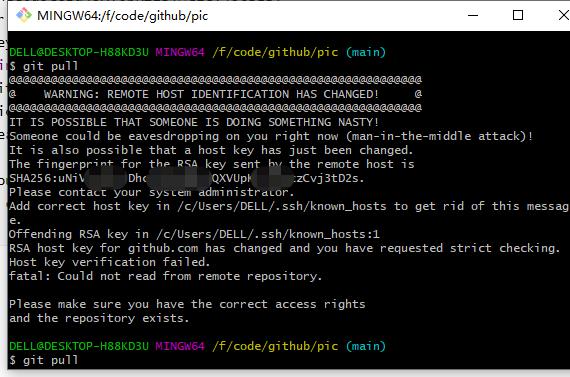 MINGW64:/f/code/github/pic
DELL@DESKTOP-H88KD3U MINGW64 /f/code/github/pic (main)
$ git pull
@@@@@@@@@@@@@@@@@@@@@@@@@@@@@@@@@@@@@@@@@@@@@@@@@@@@@@@@@@@
@    WARNING: REMOTE HOST IDENTIFICATION HAS CHANGED!     @
@@@@@@@@@@@@@@@@@@@@@@@@@@@@@@@@@@@@@@@@@@@@@@@@@@@@@@@@@@@
IT IS POSSIBLE THAT SOMEONE IS DOING SOMETHING NASTY!
Someone could be eavesdropping on you right now (man-in-the-middle attack)!
It is also possible that a host key has just been changed.
The fingerprint for the RSA key sent by the remote host is
SHA256:uNiV Dhc QXVUp zCvj3tD2s.
Please contact your system administrator.
Add correct host key in /c/Users/DELL/.ssh/known_hosts to get rid of this messag
e.
Offending RSA key in /c/Users/DELL/.ssh/known_hosts:1
RSA host key for github.com has changed and you have requested strict checking.
Host key verification failed.
fatal: Could not read from remote repository.
Please make sure you have the correct access rights
and the repository exists.
DELL@DESKTOP-H88KD3U MINGW64 /f/code/github/pic (main)
$ git pull